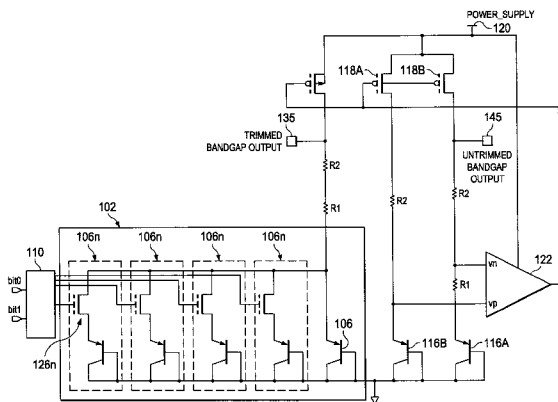 POWER_SUPPLY
120
118A
118B
135
TRIMMED
BANDGAP
OUTPUT
145
UNTRIMMED
BANDGAP
OUTPUT
R2
R2
R2
R1
R1
102
106n
106n
106n
106n
110
bit0
bit1
126n
106
vn
vp
122
116B
116A